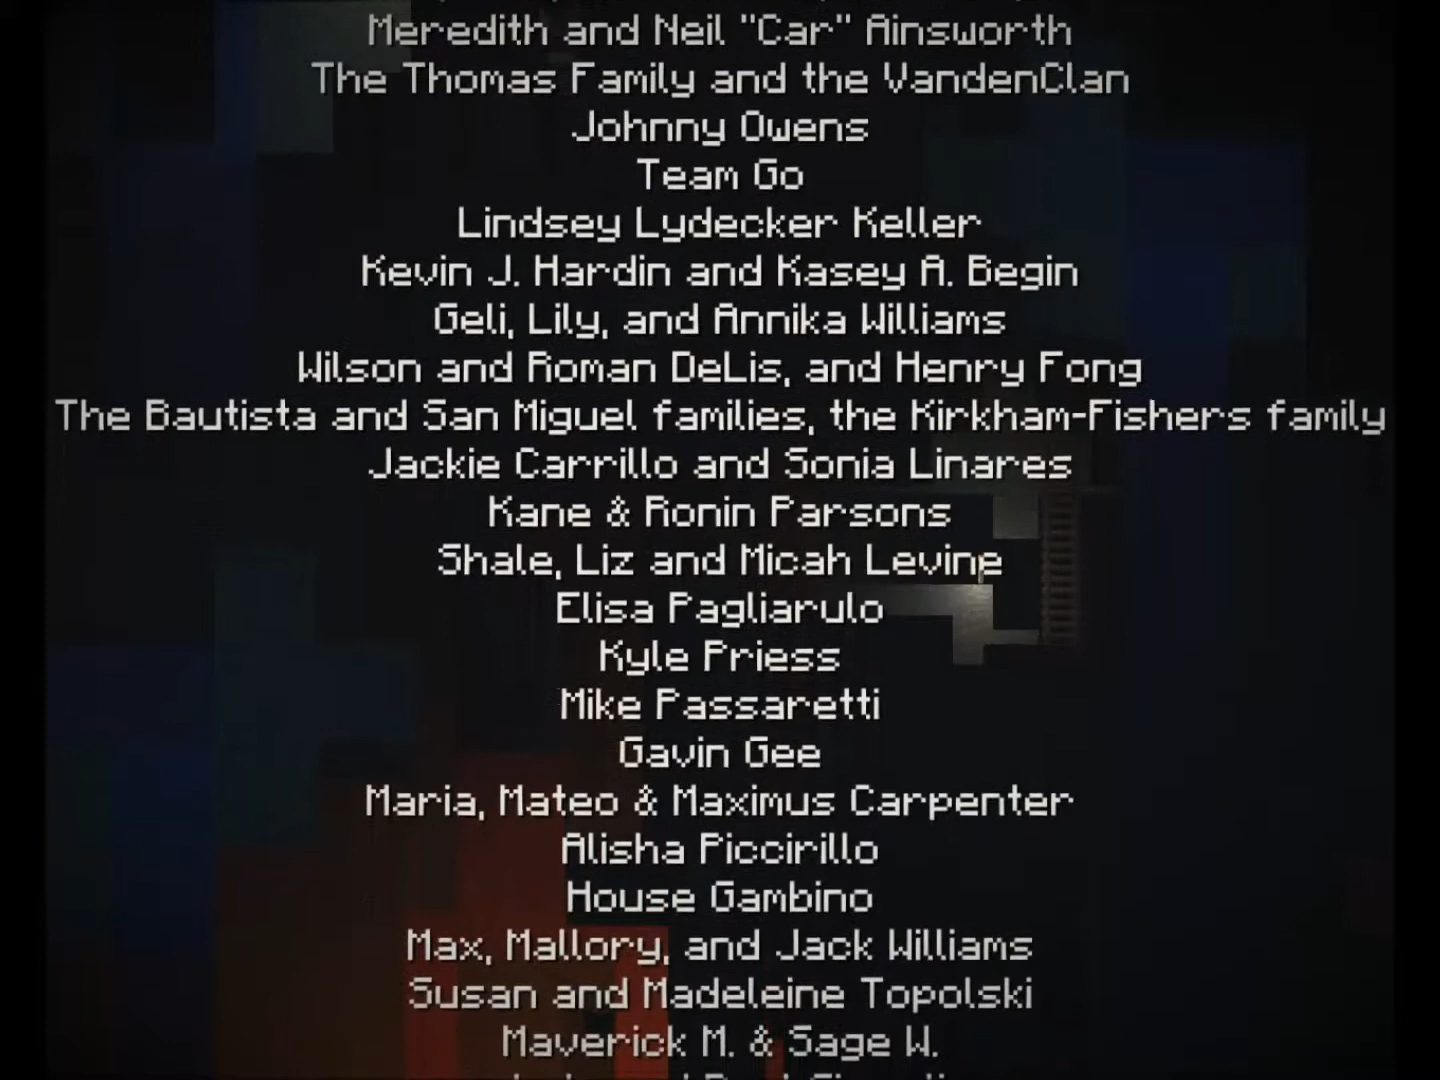 Meredith and Neil "Car" Ainsworth
The Thomas Family and the VandenClan
Johnny Owens
Team Go
Lindsey Lydecker Keller
Kevin J. Hardin and Kasey A. Begin
Geli, Lily, and Annika Williams
Wilson and Roman DeLis, and Henry Fong
The Bautista and San Miguel families, the Kirkham-Fishers family
Jackie Carrillo and Sonia Linares
Kane & Ronin Parsons
Shale, Liz and Micah Levine
Elisa Pagliarulo
Kyle Priess
Mike Passaretti
Gavin Gee
Maria, Mateo & Maximus Carpenter
Alisha Piccirillo
House Gambino
Max, Mallory, and Jack Williams
Susan and Madeleine Topolski
Maverick M. & Sage W.